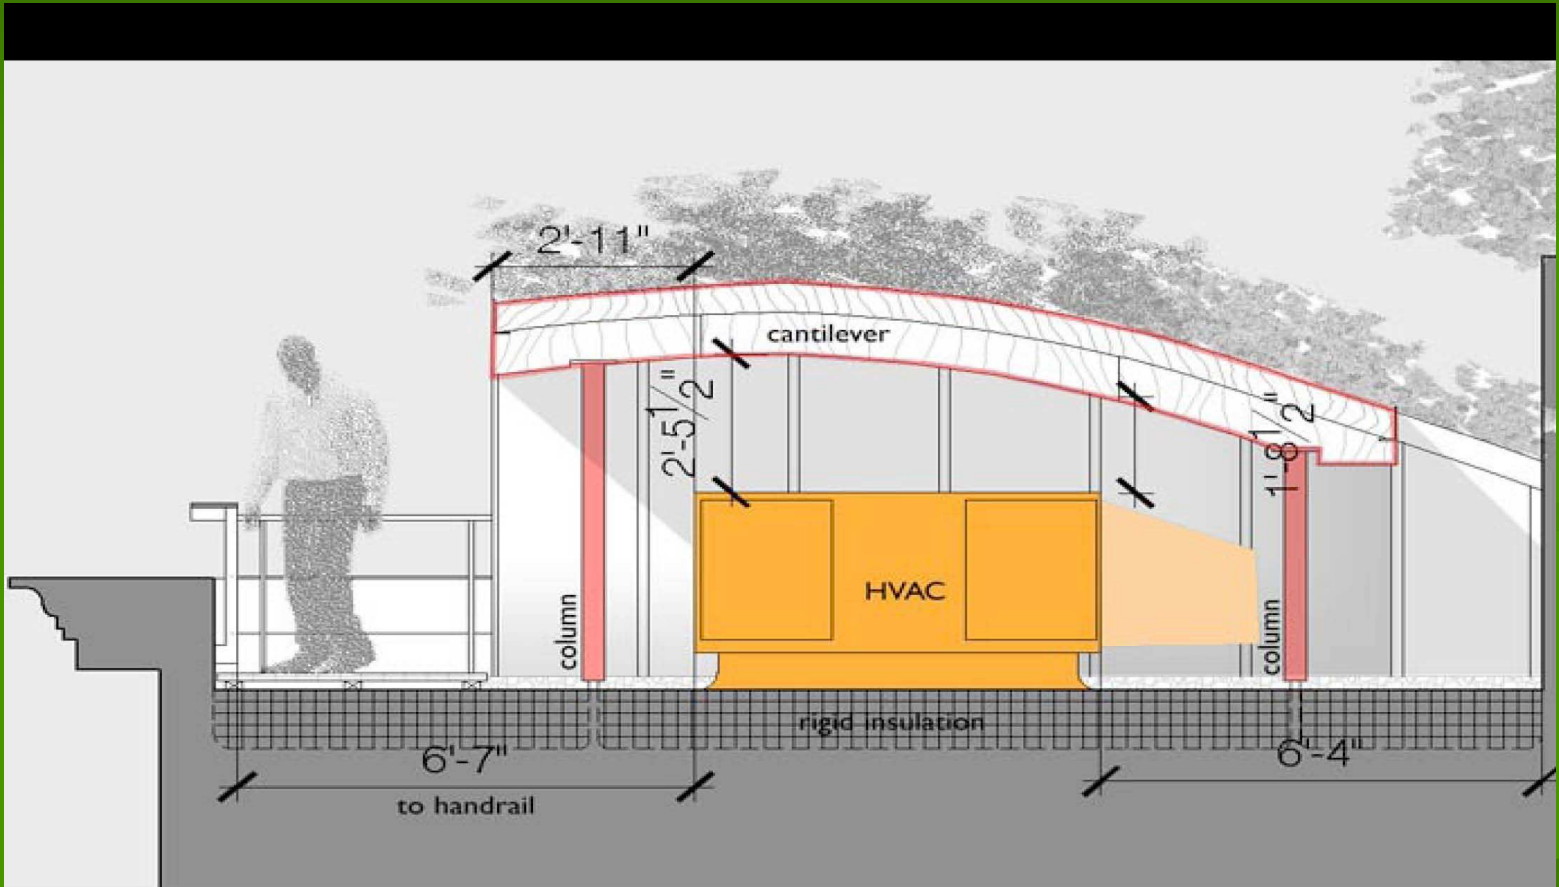 2'-11"
cantilever
2'-5 1/2"
1'-8 1/2"
HVAC
column
column
rigid insulation
6'-7"
6'-4"
to handrail